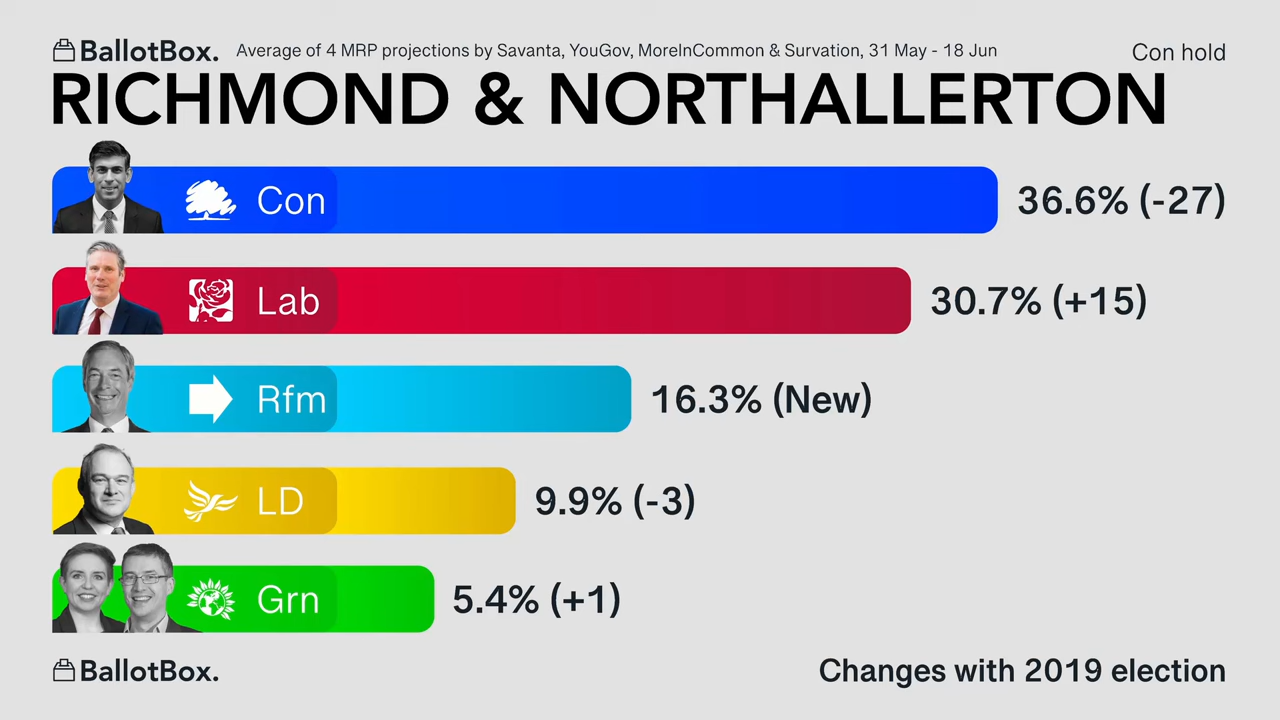 BallotBox. Average of 4 MRP projections by Savanta, YouGov, MoreInCommon & Survation, 31 May - 18 Jun Con hold
RICHMOND & NORTHALLERTON
Con 36.6% (-27)
Lab 30.7% (+15)
Rfm 16.3% (New)
LD 9.9% (-3)
Grn 5.4% (+1)
BallotBox. Changes with 2019 election